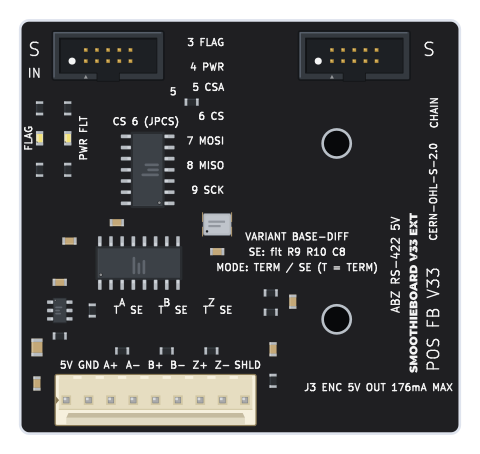 S
3 FLAG
S
IN
4 PWR
5
5 CSA
CS 6 (JPCS)
6 CS
7 MOSI
8 MISO
9 SCK
FLAG
PWR FLT
CHAIN
CERN-OHL-S-2.0
VARIANT BASE-DIFF
SE: flt R9 R10 C8
MODE: TERM / SE (T = TERM)
ABZ RS-422 5V
SMOOTHIEBOARD V33 EXT
POS FB V33
A
B
Z
T SE
T SE
T SE
5V GND A+ A- B+ B- Z+ Z- SHLD
J3 ENC 5V OUT 176mA MAX